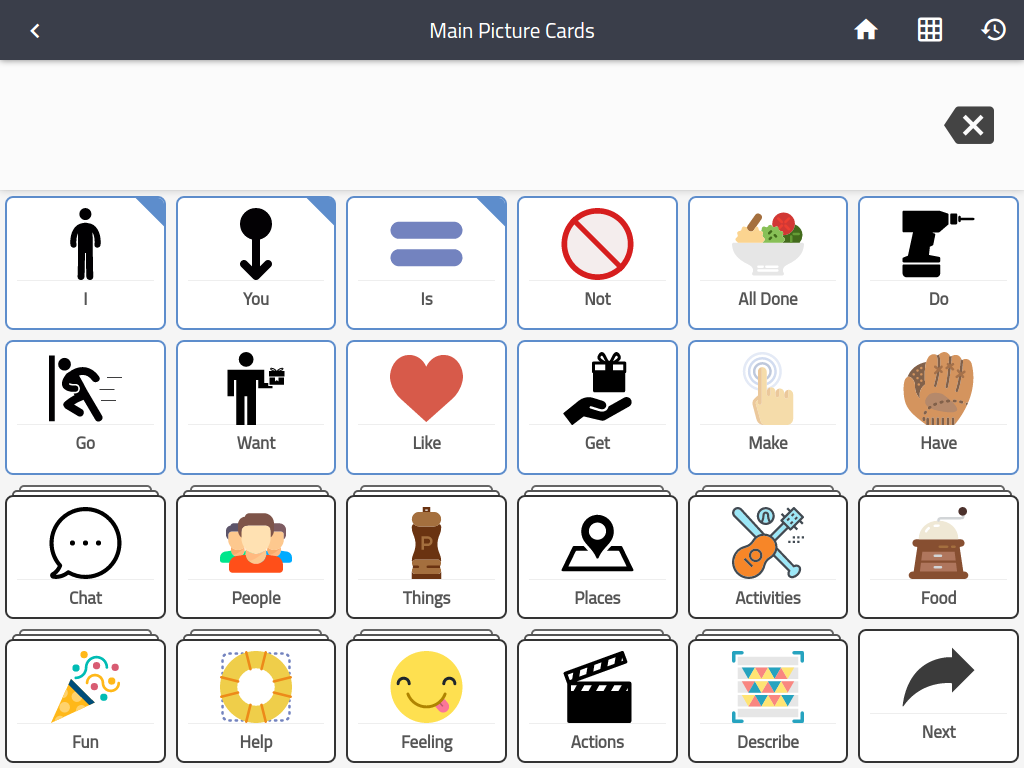 Main Picture Cards
I
You
Is
Not
All Done
Do
Go
Want
Like
Get
Make
Have
Chat
People
P
Things
Places
Activities
Food
Fun
Help
Feeling
Actions
Describe
Next